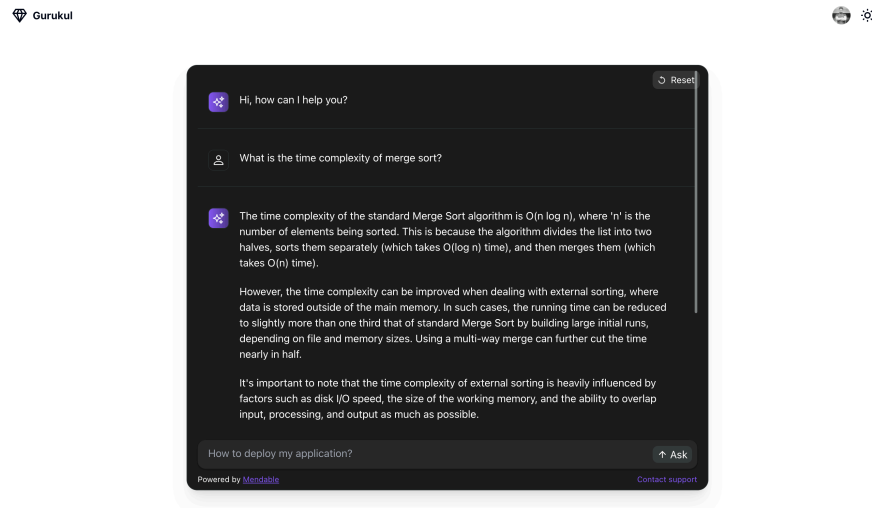 Gurukul
Reset
Hi, how can I help you?
What is the time complexity of merge sort?
The time complexity of the standard Merge Sort algorithm is O(n log n), where 'n' is the
number of elements being sorted. This is because the algorithm divides the list into two
halves, sorts them separately (which takes O(log n) time), and then merges them (which
takes O(n) time).
However, the time complexity can be improved when dealing with external sorting, where
data is stored outside of the main memory. In such cases, the running time can be reduced
to slightly more than one third that of standard Merge Sort by building large initial runs,
depending on file and memory sizes. Using a multi-way merge can further cut the time
nearly in half.
It's important to note that the time complexity of external sorting is heavily influenced by
factors such as disk I/O speed, the size of the working memory, and the ability to overlap
input, processing, and output as much as possible.
How to deploy my application?
Ask
Powered by Mendable
Contact support